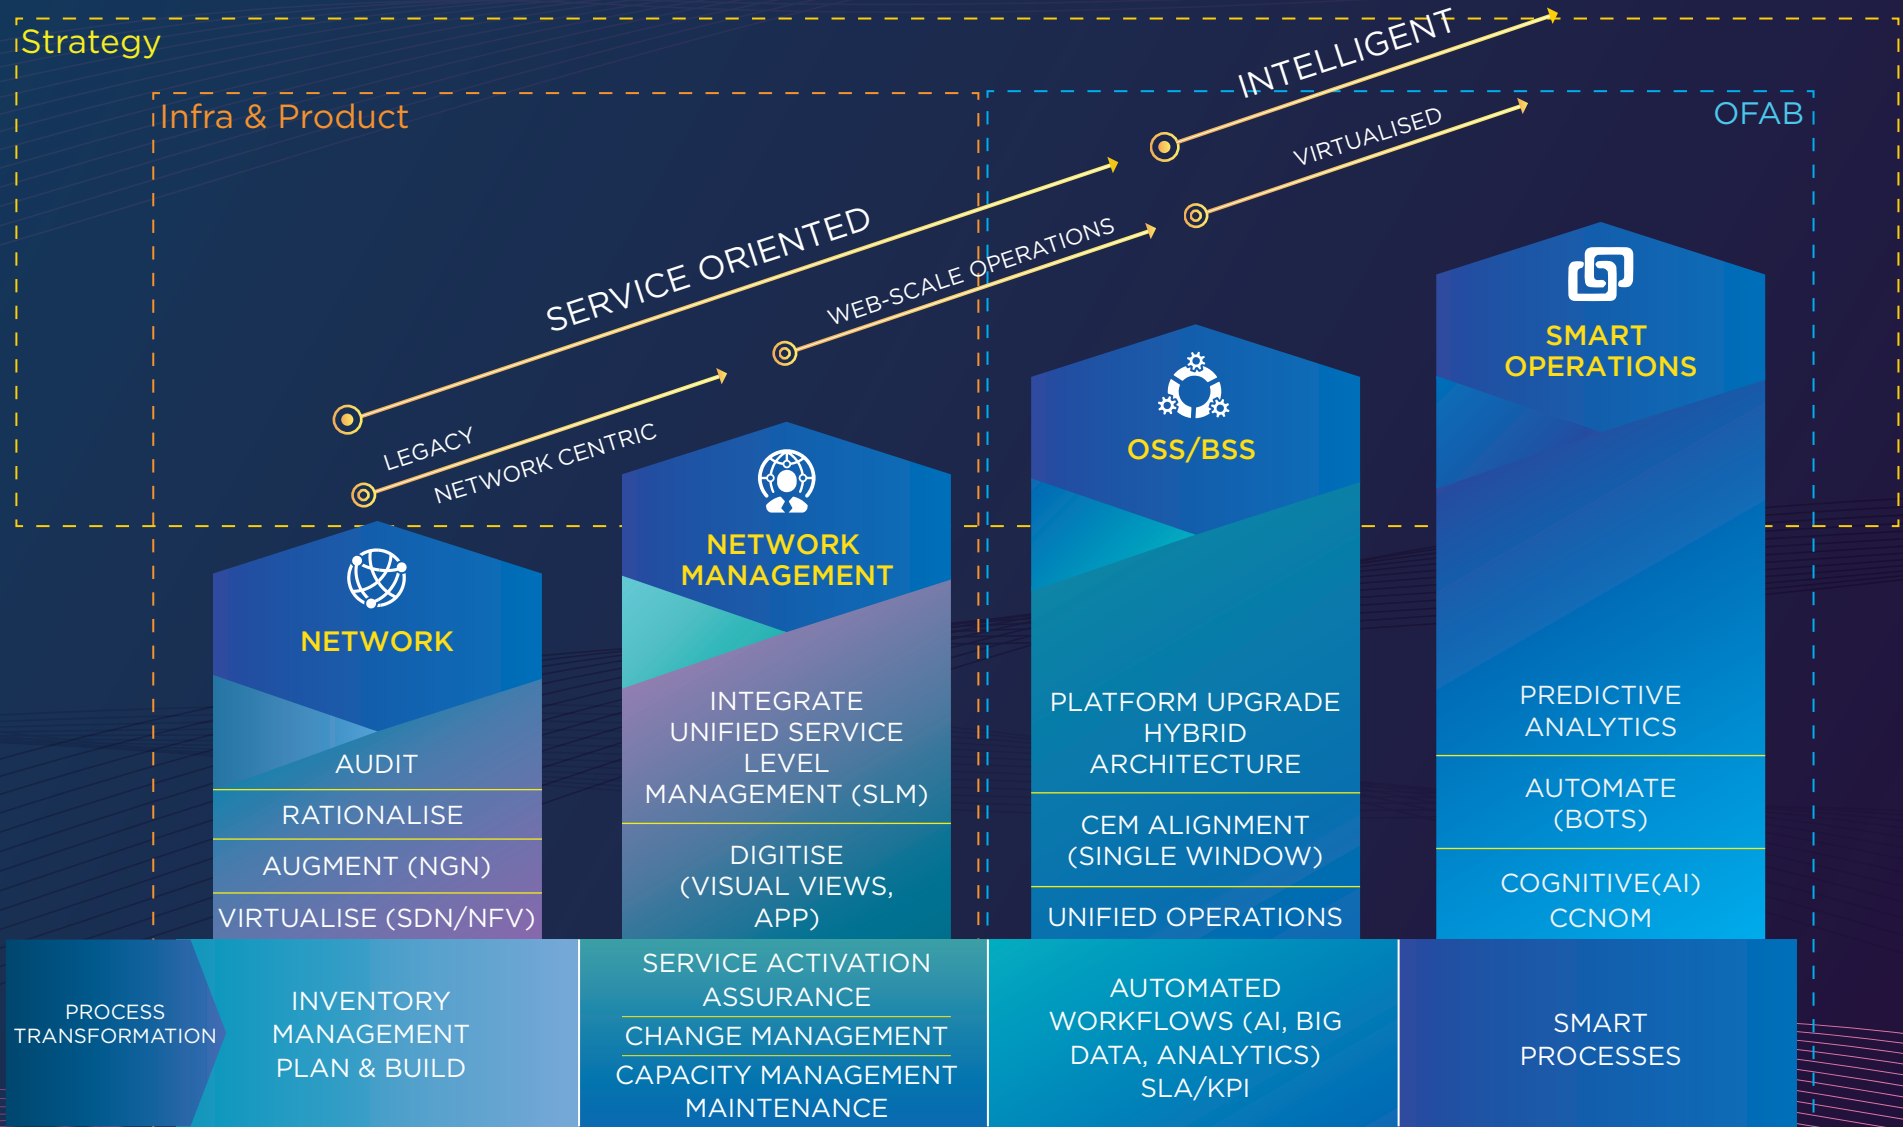 Strategy
Infra & Product
OFAB
INTELLIGENT
VIRTUALISED
SERVICE ORIENTED
WEB-SCALE OPERATIONS
LEGACY
NETWORK CENTRIC
NETWORK
AUDIT
RATIONALISE
AUGMENT (NGN)
VIRTUALISE (SDN/NFV)
NETWORK
MANAGEMENT
INTEGRATE
UNIFIED SERVICE
LEVEL
MANAGEMENT (SLM)
DIGITISE
(VISUAL VIEWS,
APP)
OSS/BSS
PLATFORM UPGRADE
HYBRID
ARCHITECTURE
CEM ALIGNMENT
(SINGLE WINDOW)
UNIFIED OPERATIONS
SMART
OPERATIONS
PREDICTIVE
ANALYTICS
AUTOMATE
(BOTS)
COGNITIVE(AI)
CCNOM
PROCESS
TRANSFORMATION
INVENTORY
MANAGEMENT
PLAN & BUILD
SERVICE ACTIVATION
ASSURANCE
CHANGE MANAGEMENT
CAPACITY MANAGEMENT
MAINTENANCE
AUTOMATED
WORKFLOWS (AI, BIG
DATA, ANALYTICS)
SLA/KPI
SMART
PROCESSES